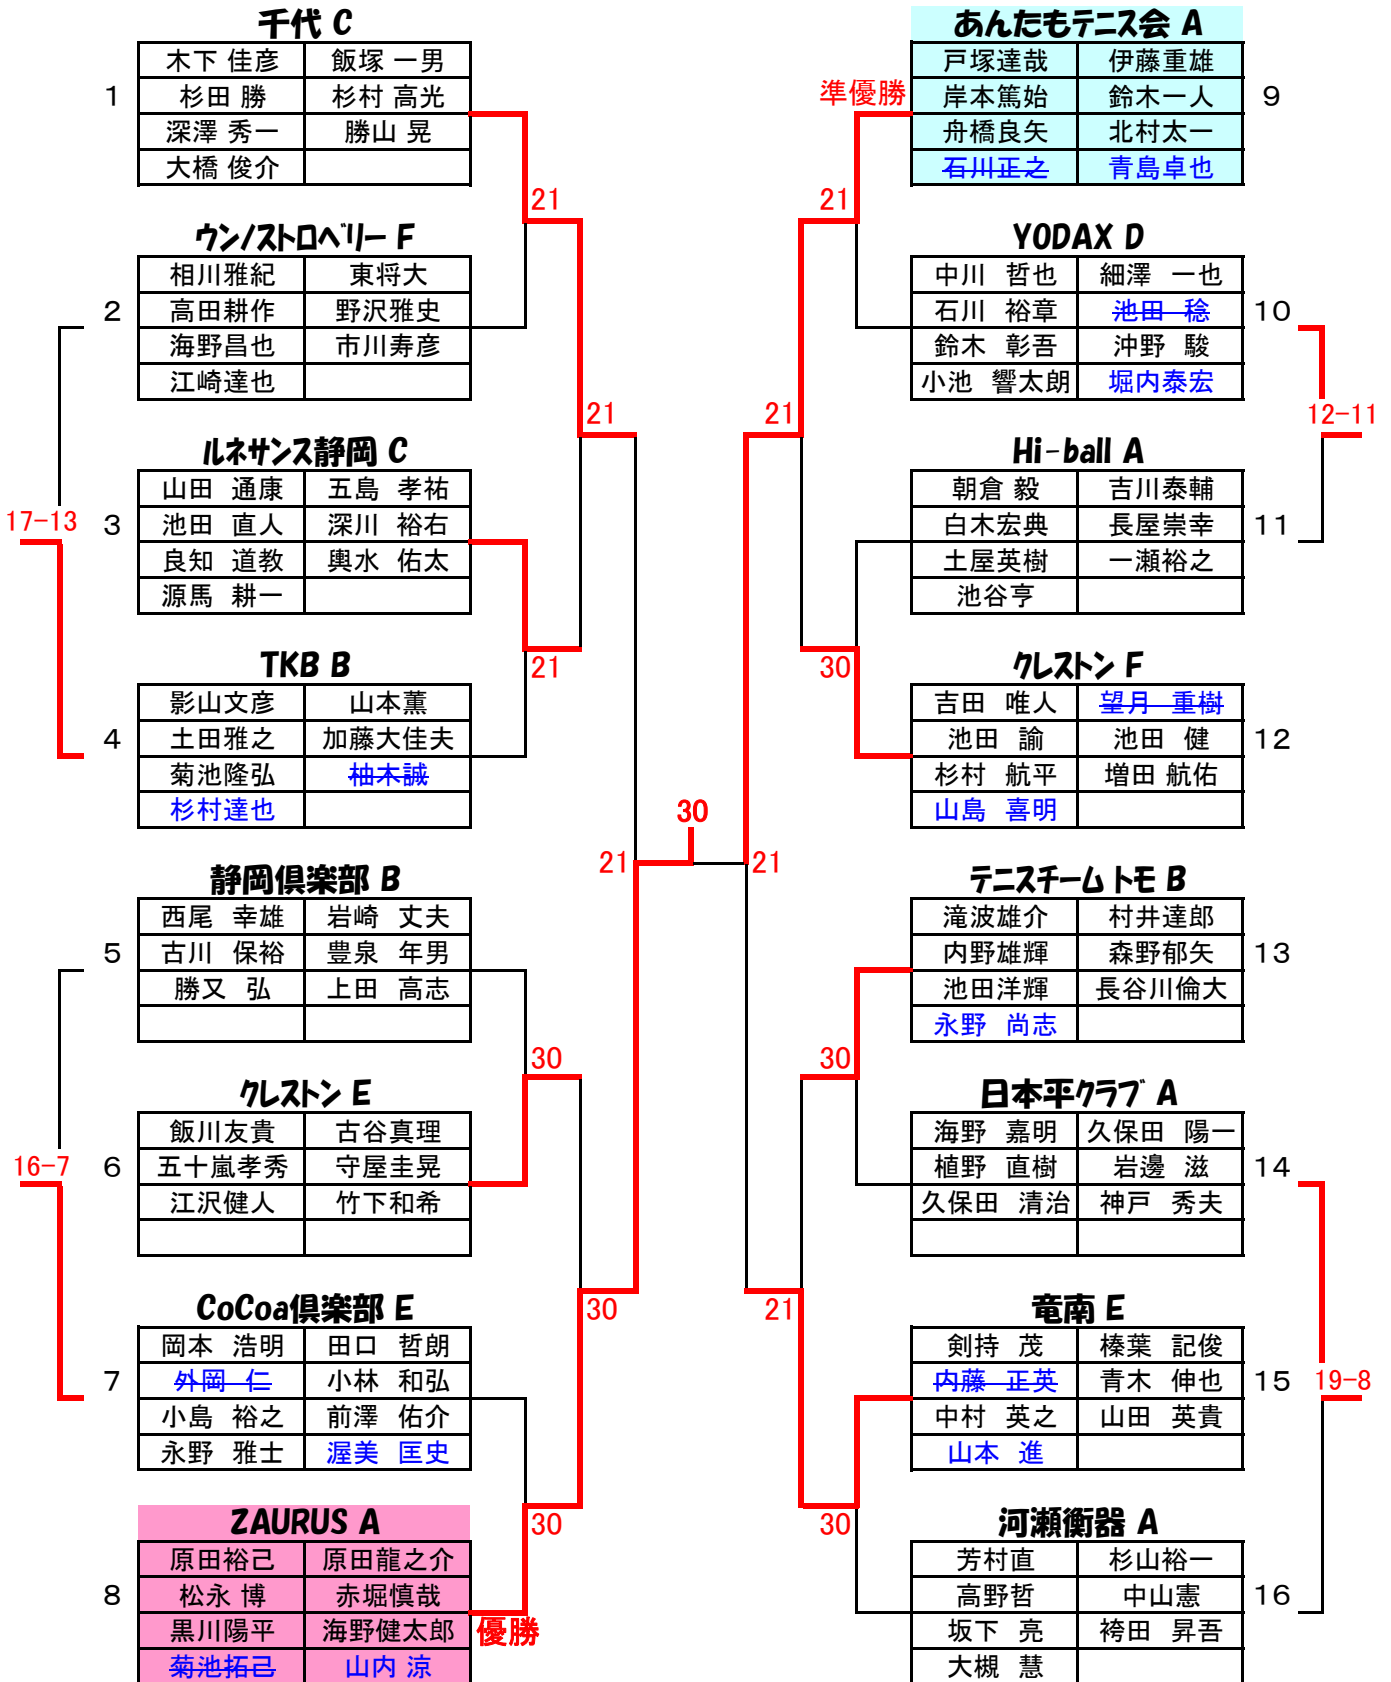 千代 C
木下 佳彦 飯塚 一男
1 杉田 勝 杉村 高光
深澤 秀一 勝山 晃
大橋 俊介
21
ウンノストロベリー F
相川雅紀 東将大
2 高田耕作 野沢雅史
海野昌也 市川寿彦
江崎達也
21
ルネサンス静岡 C
山田 通康 五島 孝祐
17-13 3 池田 直人 深川 裕右
良知 道教 輿水 佑太
源馬 耕一
TKB B 21
影山文彦 山本薫
4 土田雅之 加藤大佳夫
菊池隆弘 柚木誠
杉村達也
30
21
静岡倶楽部 B
西尾 幸雄 岩崎 丈夫
5 古川 保裕 豊泉 年男
勝又 弘 上田 高志
30
クレストン E
飯川友貴 古谷真理
16-7 6 五十嵐孝秀 守屋圭晃
江沢健人 竹下和希
CoCoa倶楽部 E 30
岡本 浩明 田口 哲朗
7 外岡 仁 小林 和弘
小島 裕之 前澤 佑介
永野 雅士 渥美 匡史
ZAURUS A 30
原田裕己 原田龍之介
8 松永 博 赤堀慎哉
黒川陽平 海野健太郎 優勝
菊池拓己 山内 涼
あんたもテニス会 A
戸塚達哉 伊藤重雄
準優勝 岸本篤始 鈴木一人 9
舟橋良矢 北村太一
石川正之 青島卓也
21
YODAX D
中川 哲也 細澤 一也
石川 裕章 池田 稔 10
鈴木 彰吾 沖野 駿
小池 響太朗 堀内泰宏
21 12-11
Hi-ball A
朝倉 毅 吉川泰輔
白木宏典 長屋崇幸 11
土屋英樹 一瀬裕之
池谷亨
30 クレストン F
吉田 唯人 望月 重樹
池田 諭 池田 健 12
杉村 航平 増田 航佑
山島 喜明
21
テニスチームトモ B
滝波雄介 村井達郎
内野雄輝 森野郁矢 13
池田洋輝 長谷川倫大
永野 尚志
30
日本平クラブ A
海野 嘉明 久保田 陽一
植野 直樹 岩邊 滋 14
久保田 清治 神戸 秀夫
21 竜南 E
剣持 茂 榛葉 記俊
内藤 正英 青木 伸也 15 19-8
中村 英之 山田 英貴
山本 進
30 河瀬衡器 A
芳村直 杉山裕一
高野哲 中山憲 16
坂下 亮 袴田 昇吾
大槻 慧